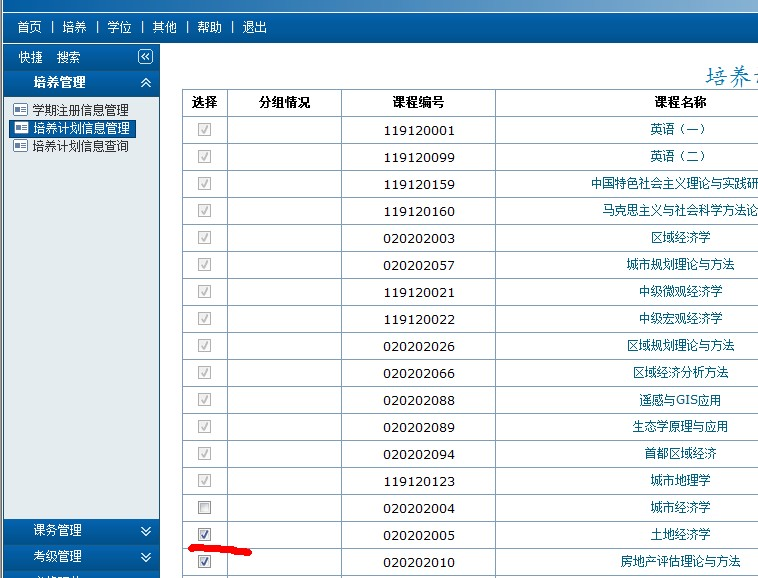 首页 | 培养 | 学位 | 其他 | 帮助 | 退出
快捷 搜索
培养管理
学期注册信息管理
培养计划信息管理
培养计划信息查询
课务管理
考级管理
培养
选择 分组情况 课程编号 课程名称
119120001 英语（一）
119120099 英语（二）
119120159 中国特色社会主义理论与实践研
119120160 马克思主义与社会科学方法论
020202003 区域经济学
020202057 城市规划理论与方法
119120021 中级微观经济学
119120022 中级宏观经济学
020202026 区域规划理论与方法
020202066 区域经济分析方法
020202088 遥感与GIS应用
020202089 生态学原理与应用
020202094 首都区域经济
119120123 城市地理学
020202004 城市经济学
020202005 土地经济学
020202010 房地产评估理论与方法